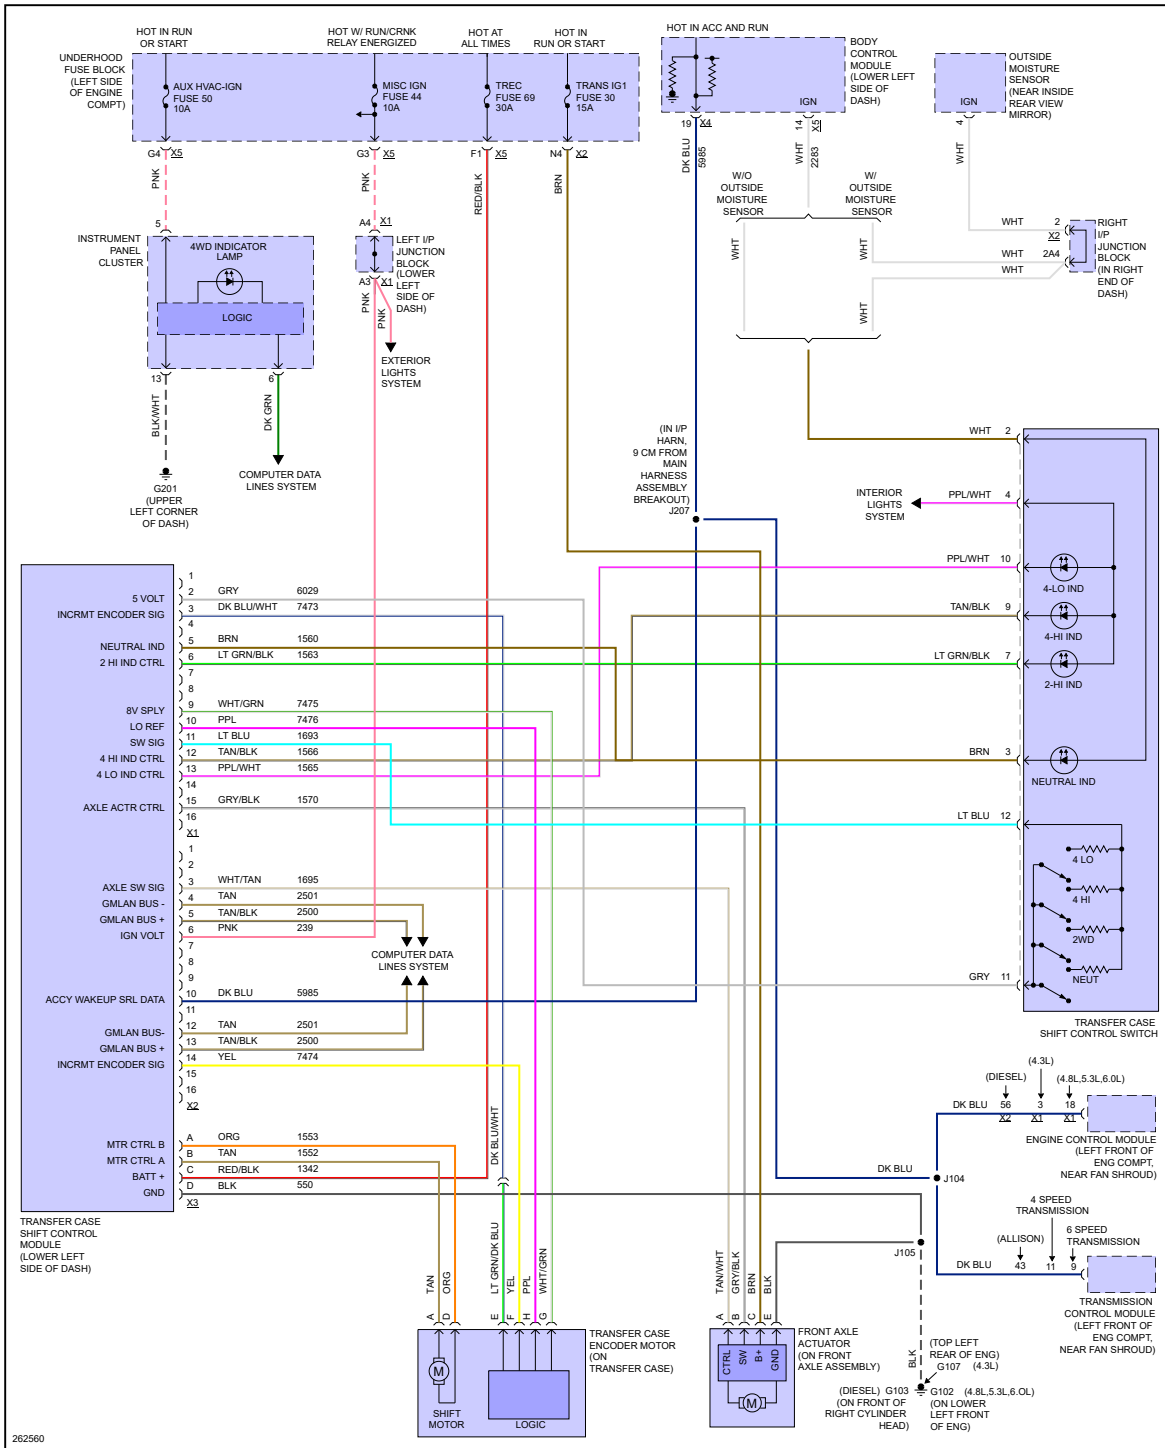 HOT IN RUN
OR START
HOT W/ RUN/CRNK
RELAY ENERGIZED
HOT AT
ALL TIMES
HOT IN
RUN OR START
HOT IN ACC AND RUN
UNDERHOOD
FUSE BLOCK
(LEFT SIDE
OF ENGINE
COMPT)
AUX HVAC-IGN
FUSE 50
10A
MISC IGN
FUSE 44
10A
TREC
FUSE 69
30A
TRANS IG1
FUSE 30
15A
BODY
CONTROL
MODULE
(LOWER LEFT
SIDE OF
DASH)
IGN
OUTSIDE
MOISTURE
SENSOR
(NEAR INSIDE
REAR VIEW
MIRROR)
IGN
G4 X5
G3 X5
F1 X5
N4 X2
19 X4
14
X5
4
PNK
PNK
RED/BLK
BRN
DK BLU
5985
WHT
2283
WHT
W/O
OUTSIDE
MOISTURE
SENSOR
W/
OUTSIDE
MOISTURE
SENSOR
WHT
WHT
WHT
WHT 2
X2
WHT 2A4
WHT
RIGHT
I/P
JUNCTION
BLOCK
(IN RIGHT
END OF
DASH)
5
A4 X1
INSTRUMENT
PANEL
CLUSTER
4WD INDICATOR
LAMP
LOGIC
LEFT I/P
JUNCTION
BLOCK
(LOWER
LEFT
SIDE OF
DASH)
A3 X1
PNK
PNK
EXTERIOR
LIGHTS
SYSTEM
13
6
BLK/WHT
DK GRN
G201
(UPPER
LEFT CORNER
OF DASH)
COMPUTER DATA
LINES SYSTEM
(IN I/P
HARN,
9 CM FROM
MAIN
HARNESS
ASSEMBLY
BREAKOUT)
J207
INTERIOR
LIGHTS
SYSTEM
WHT 2
PPL/WHT 4
PPL/WHT 10
4-LO IND
TAN/BLK 9
4-HI IND
LT GRN/BLK 7
2-HI IND
BRN 3
NEUTRAL IND
LT BLU 12
4 LO
4 HI
2WD
NEUT
GRY 11
TRANSFER CASE
SHIFT CONTROL SWITCH
1
5 VOLT 2 GRY 6029
INCRMT ENCODER SIG 3 DK BLU/WHT 7473
4
NEUTRAL IND 5 BRN 1560
2 HI IND CTRL 6 LT GRN/BLK 1563
7
8
8V SPLY 9 WHT/GRN 7475
LO REF 10 PPL 7476
SW SIG 11 LT BLU 1693
4 HI IND CTRL 12 TAN/BLK 1566
4 LO IND CTRL 13 PPL/WHT 1565
14
AXLE ACTR CTRL 15 GRY/BLK 1570
16
X1
1
2
AXLE SW SIG 3 WHT/TAN 1695
GMLAN BUS - 4 TAN 2501
GMLAN BUS + 5 TAN/BLK 2500
IGN VOLT 6 PNK 239
7
8
9
ACCY WAKEUP SRL DATA 10 DK BLU 5985
11
GMLAN BUS- 12 TAN 2501
GMLAN BUS + 13 TAN/BLK 2500
INCRMT ENCODER SIG 14 YEL 7474
15
16
X2
MTR CTRL B A ORG 1553
MTR CTRL A B TAN 1552
BATT + C RED/BLK 1342
GND D BLK 550
X3
COMPUTER DATA
LINES SYSTEM
TRANSFER CASE
SHIFT CONTROL
MODULE
(LOWER LEFT
SIDE OF DASH)
DK BLU/WHT
TAN
ORG
LT GRN/DK BLU
YEL
PPL
WHT/GRN
A
D
E
F
H
G
M
SHIFT
MOTOR
LOGIC
TRANSFER CASE
ENCODER MOTOR
(ON
TRANSFER CASE)
TAN/WHT
GRY/BLK
BRN
BLK
A
B
C
E
CTRL
SW
B+
GND
M
FRONT AXLE
ACTUATOR
(ON FRONT
AXLE ASSEMBLY)
(4.3L)
(DIESEL)
(4.8L,5.3L,6.0L)
DK BLU 56 3 18
X2 X1 X1
ENGINE CONTROL MODULE
(LEFT FRONT OF
ENG COMPT,
NEAR FAN SHROUD)
DK BLU
J104
4 SPEED
TRANSMISSION
(ALLISON)
6 SPEED
TRANSMISSION
J105
DK BLU 43 11 9
TRANSMISSION
CONTROL MODULE
(LEFT FRONT OF
ENG COMPT,
NEAR FAN SHROUD)
BLK
(TOP LEFT
REAR OF ENG)
G107 (4.3L)
(DIESEL) G103
(ON FRONT OF
RIGHT CYLINDER
HEAD)
G102 (4.8L,5.3L,6.OL)
(ON LOWER
LEFT FRONT
OF ENG)
262560